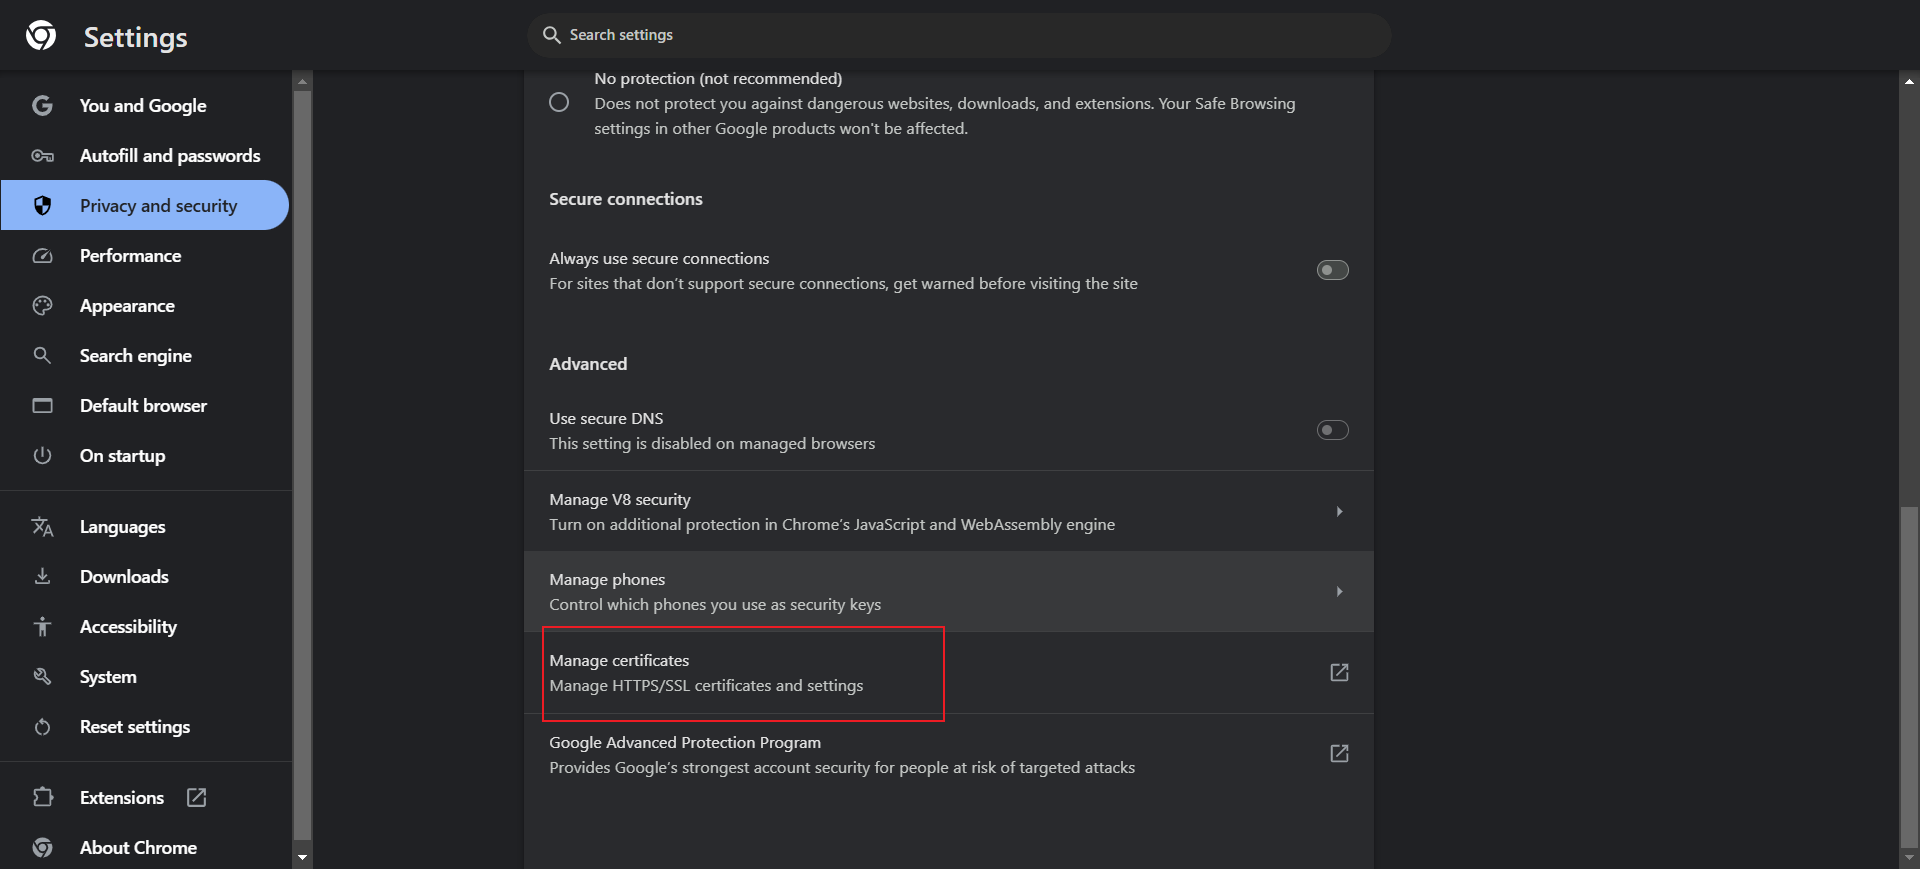 Settings
Search settings
You and Google
Autofill and passwords
Privacy and security
Performance
Appearance
Search engine
Default browser
On startup
Languages
Downloads
Accessibility
System
Reset settings
Extensions
About Chrome
No protection (not recommended)
Does not protect you against dangerous websites, downloads, and extensions. Your Safe Browsing
settings in other Google products won't be affected.
Secure connections
Always use secure connections
For sites that don’t support secure connections, get warned before visiting the site
Advanced
Use secure DNS
This setting is disabled on managed browsers
Manage V8 security
Turn on additional protection in Chrome’s JavaScript and WebAssembly engine
Manage phones
Control which phones you use as security keys
Manage certificates
Manage HTTPS/SSL certificates and settings
Google Advanced Protection Program
Provides Google’s strongest account security for people at risk of targeted attacks